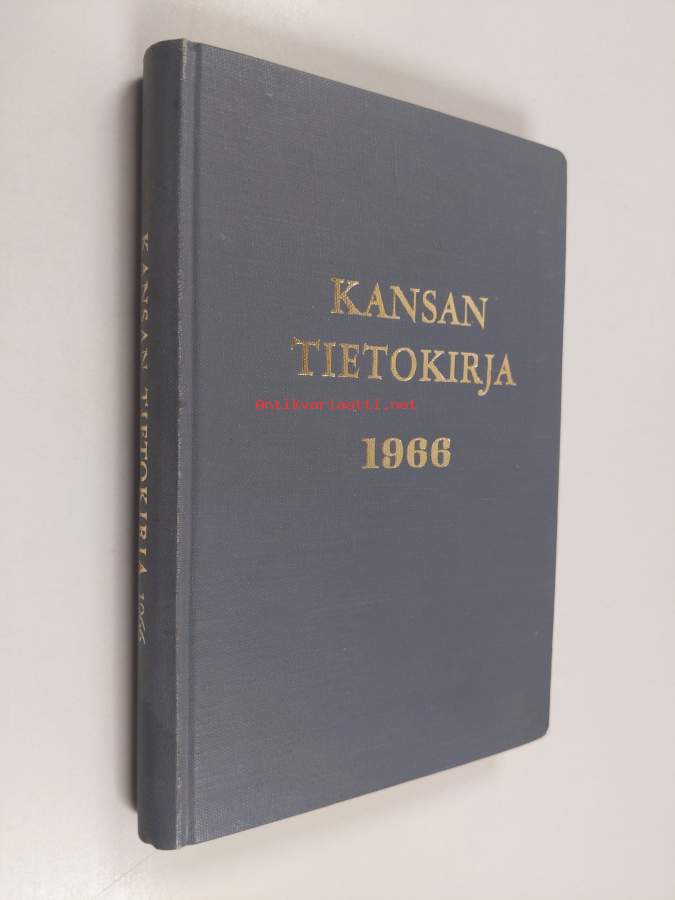 KANSAN
TIETOKIRJA
Antikvariaatti.net
1966
KANSAN TIETOKIRJA 1966